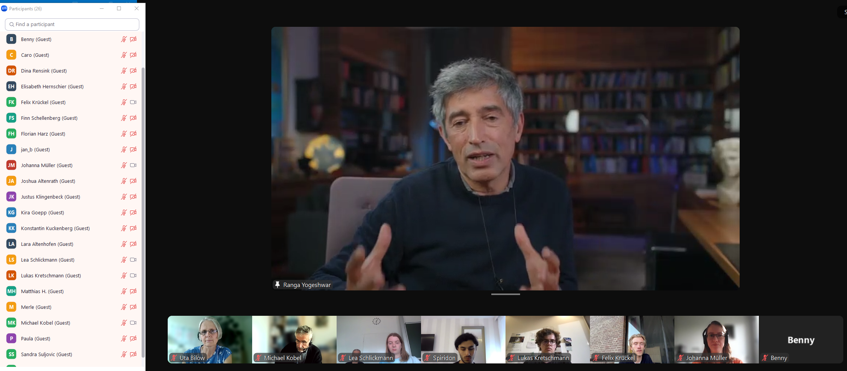 Participants (28)
Find a participant
B Benny (Guest)
C Caro (Guest)
DR Dina Rensink (Guest)
EH Elisabeth Hernschier (Guest)
FK Felix Krückel (Guest)
FS Finn Schellenberg (Guest)
FH Florian Harz (Guest)
J jan_b (Guest)
JM Johanna Müller (Guest)
JA Joshua Altenrath (Guest)
JK Justus Klingenbeck (Guest)
KG Kira Goepp (Guest)
KK Konstantin Kuckenberg (Guest)
LA Lara Altenhofen (Guest)
LS Lea Schlickmann (Guest)
LK Lukas Kretschmann (Guest)
MH Matthias H. (Guest)
M Merle (Guest)
MK Michael Kobel (Guest)
P Paula (Guest)
SS Sandra Suljovic (Guest)
Ranga Yogeshwar
Benny
Uta Bilow
Michael Kobel
Lea Schlickmann
Spiridon
Lukas Kretschmann
Felix Krückel
Johanna Müller
Benny